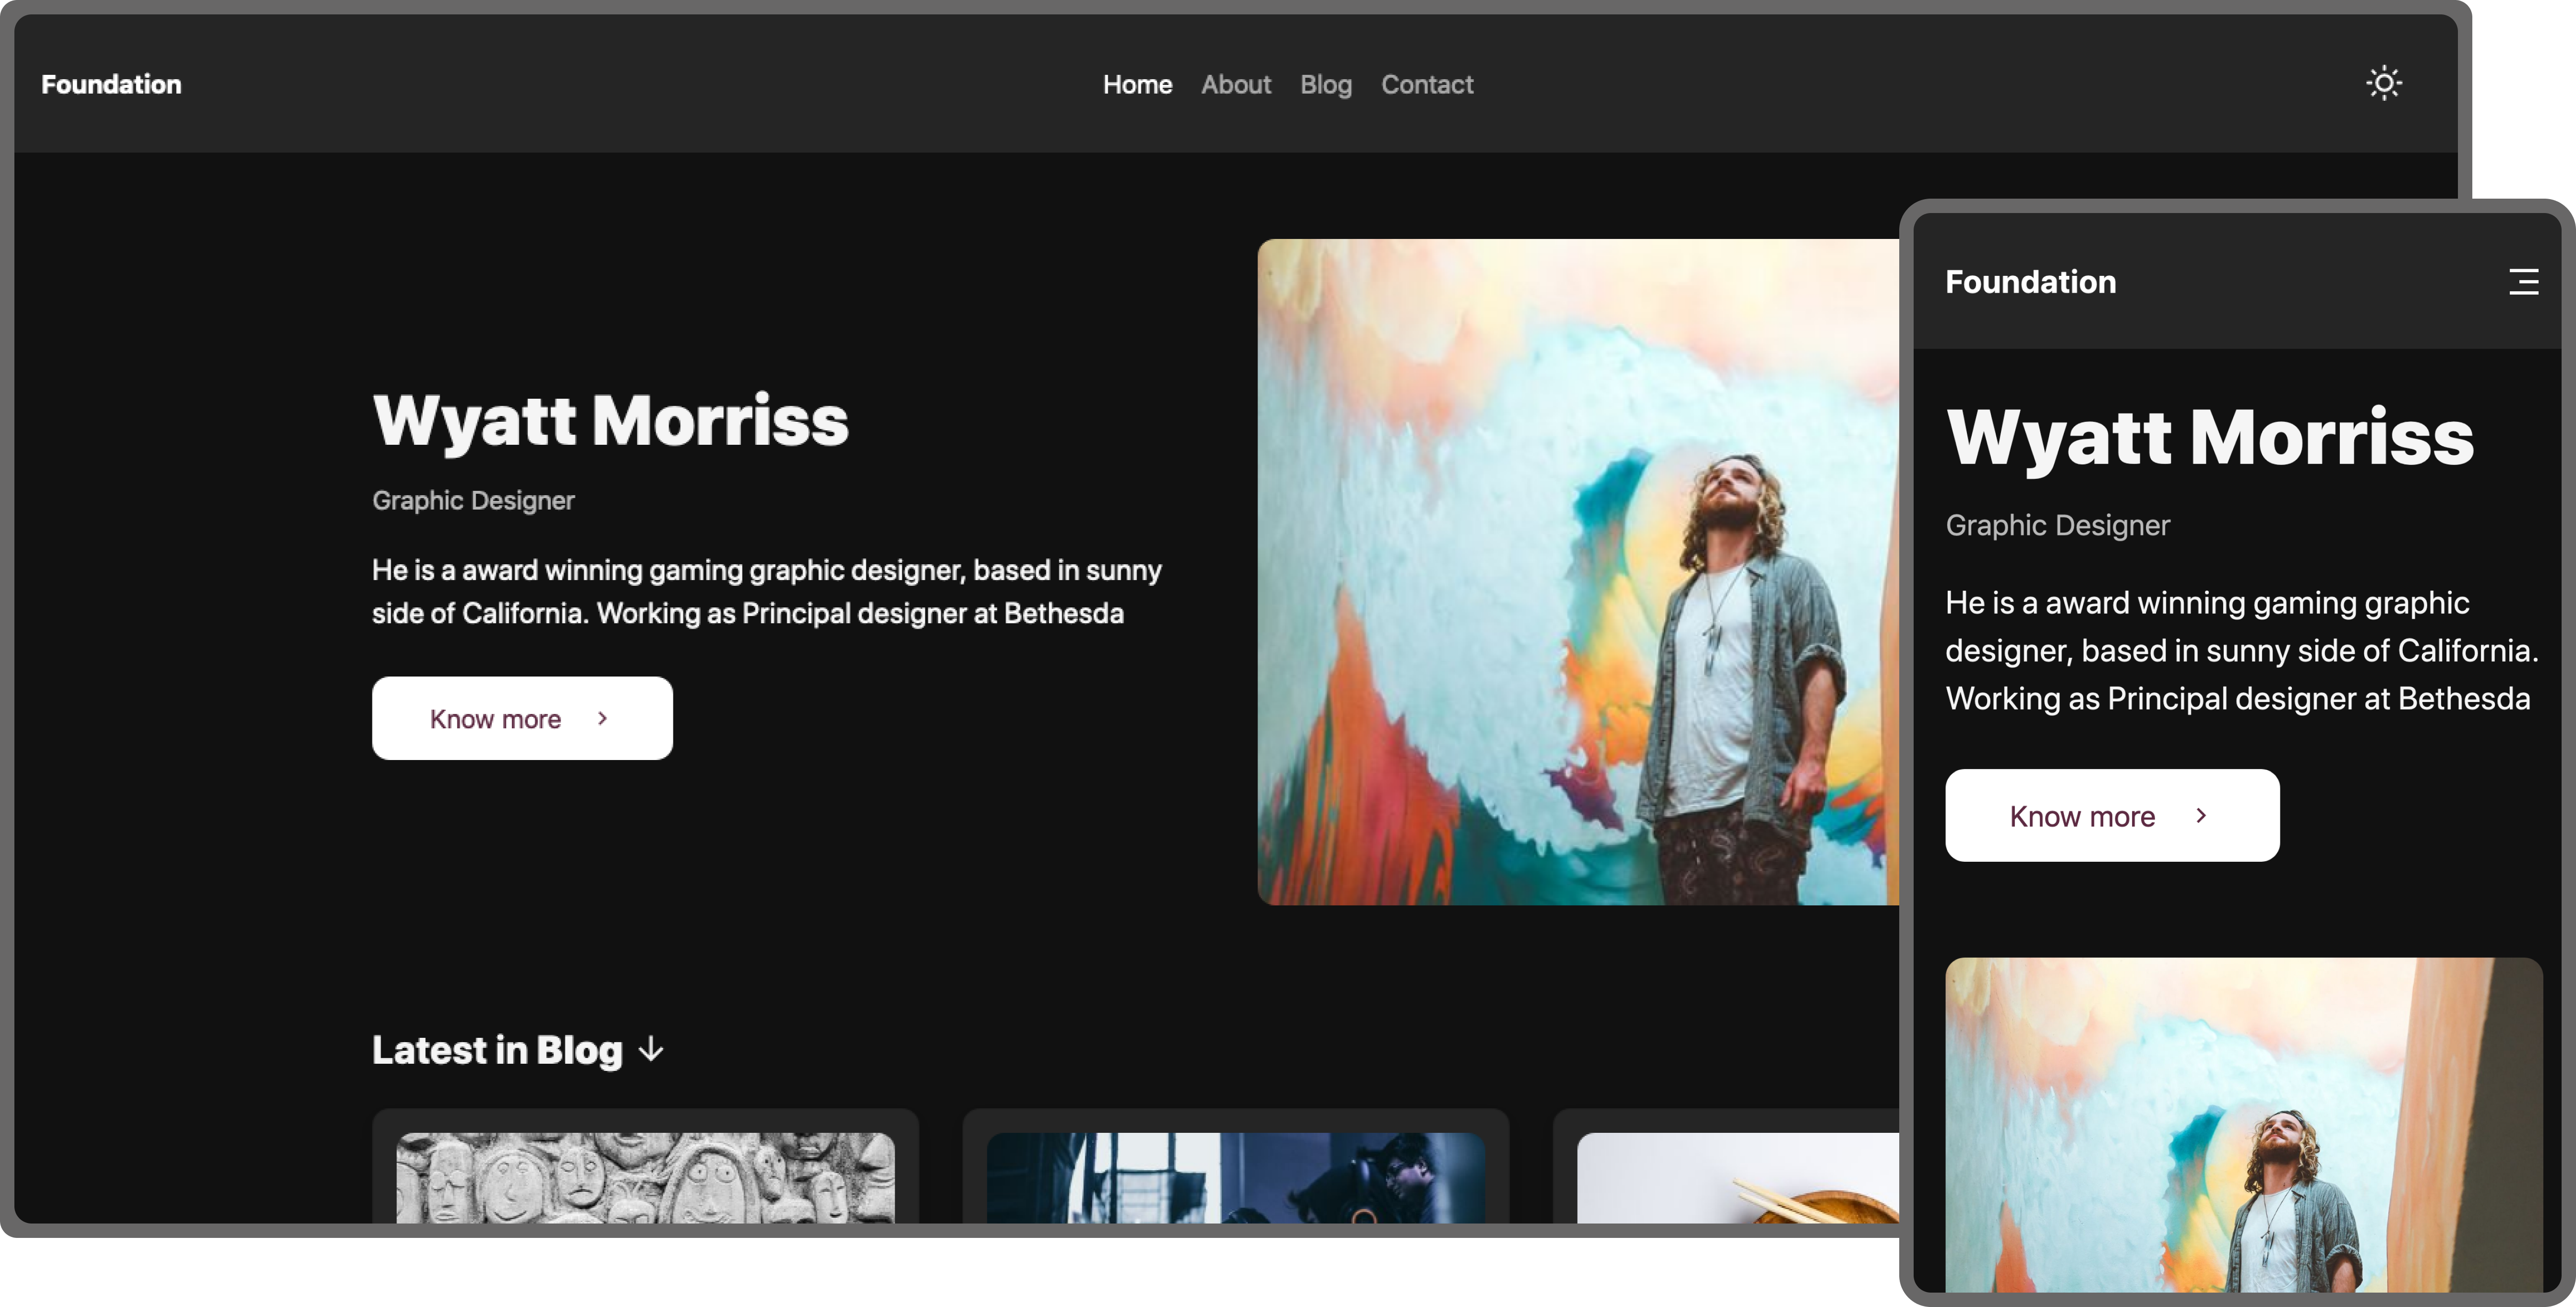 Foundation
Home About Blog Contact
Wyatt Morriss
Graphic Designer
He is a award winning gaming graphic designer, based in sunny
side of California. Working as Principal designer at Bethesda
Know more
Latest in Blog
Foundation
Wyatt Morriss
Graphic Designer
He is a award winning gaming graphic
designer, based in sunny side of California.
Working as Principal designer at Bethesda
Know more